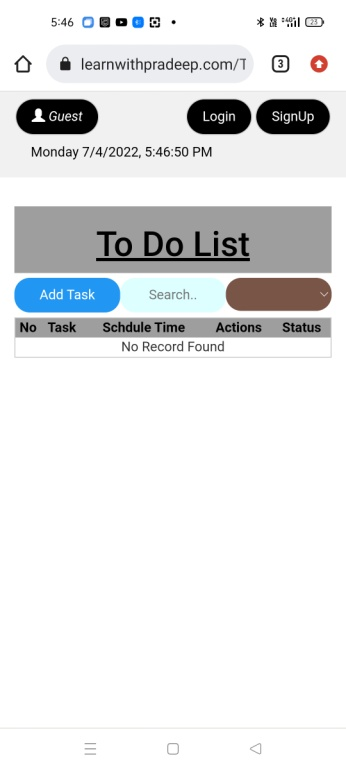 5:46
23
learnwithpradeep.com/T
3
Guest
Login
SignUp
Monday 7/4/2022, 5:46:50 PM
To Do List
Add Task
Search..
No Task Schdule Time Actions Status
No Record Found